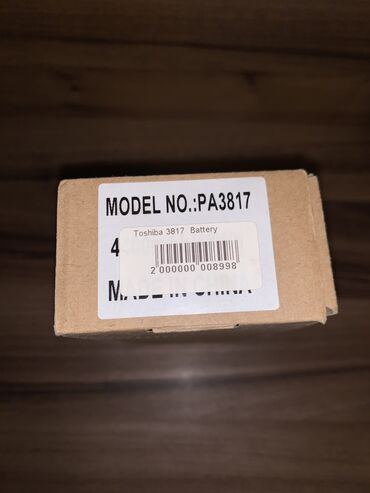 MODEL NO.:PA3817
Toshiba 3817 Battery
4
2 000000 008998
MADE IN CHINA